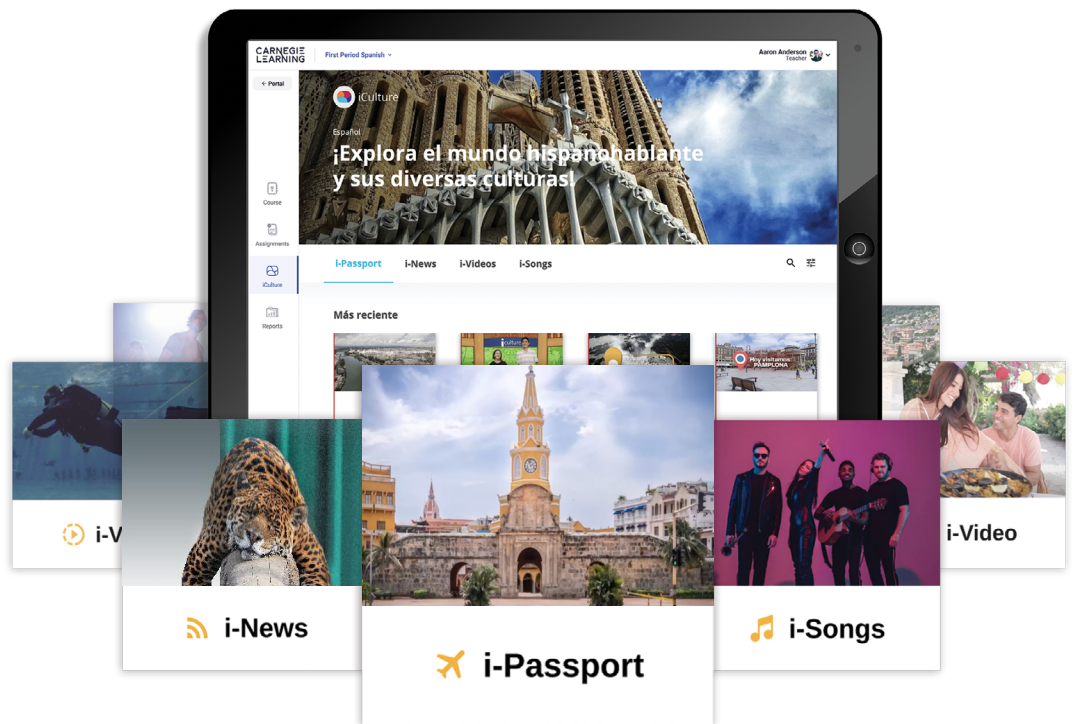 CARNEGIE
LEARNING
First Period Spanish
Aaron Anderson
Teacher
Portal
iCulture
Español
¡Explora el mundo hispanohablante
y sus diversas culturas!
Course
Assignments
iCulture
Reports
i-Passport
i-News
i-Videos
i-Songs
Más reciente
iculture
Hoy visitamos:
PAMPLONA
i-V
i-News
i-Passport
i-Songs
i-Video